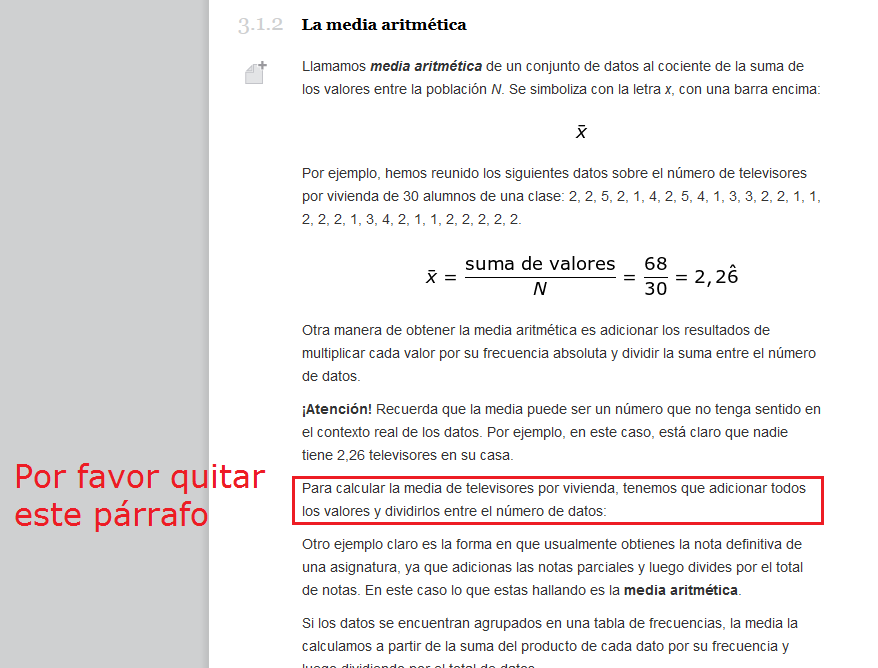 3.1.2 La media aritmética
Llamamos media aritmética de un conjunto de datos al cociente de la suma de
los valores entre la población N. Se simboliza con la letra x, con una barra encima:
x̄
Por ejemplo, hemos reunido los siguientes datos sobre el número de televisores
por vivienda de 30 alumnos de una clase: 2, 2, 5, 2, 1, 4, 2, 5, 4, 1, 3, 3, 2, 2, 1, 1,
2, 2, 2, 1, 3, 4, 2, 1, 1, 2, 2, 2, 2, 2.
x̄ = suma de valores / N = 68 / 30 = 2,26̂
Otra manera de obtener la media aritmética es adicionar los resultados de
multiplicar cada valor por su frecuencia absoluta y dividir la suma entre el número
de datos.
¡Atención! Recuerda que la media puede ser un número que no tenga sentido en
el contexto real de los datos. Por ejemplo, en este caso, está claro que nadie
tiene 2,26 televisores en su casa.
Por favor quitar
este párrafo
Para calcular la media de televisores por vivienda, tenemos que adicionar todos
los valores y dividirlos entre el número de datos:
Otro ejemplo claro es la forma en que usualmente obtienes la nota definitiva de
una asignatura, ya que adicionas las notas parciales y luego divides por el total
de notas. En este caso lo que estas hallando es la media aritmética.
Si los datos se encuentran agrupados en una tabla de frecuencias, la media la
calculamos a partir de la suma del producto de cada dato por su frecuencia y
luego dividiendo por el total de datos.